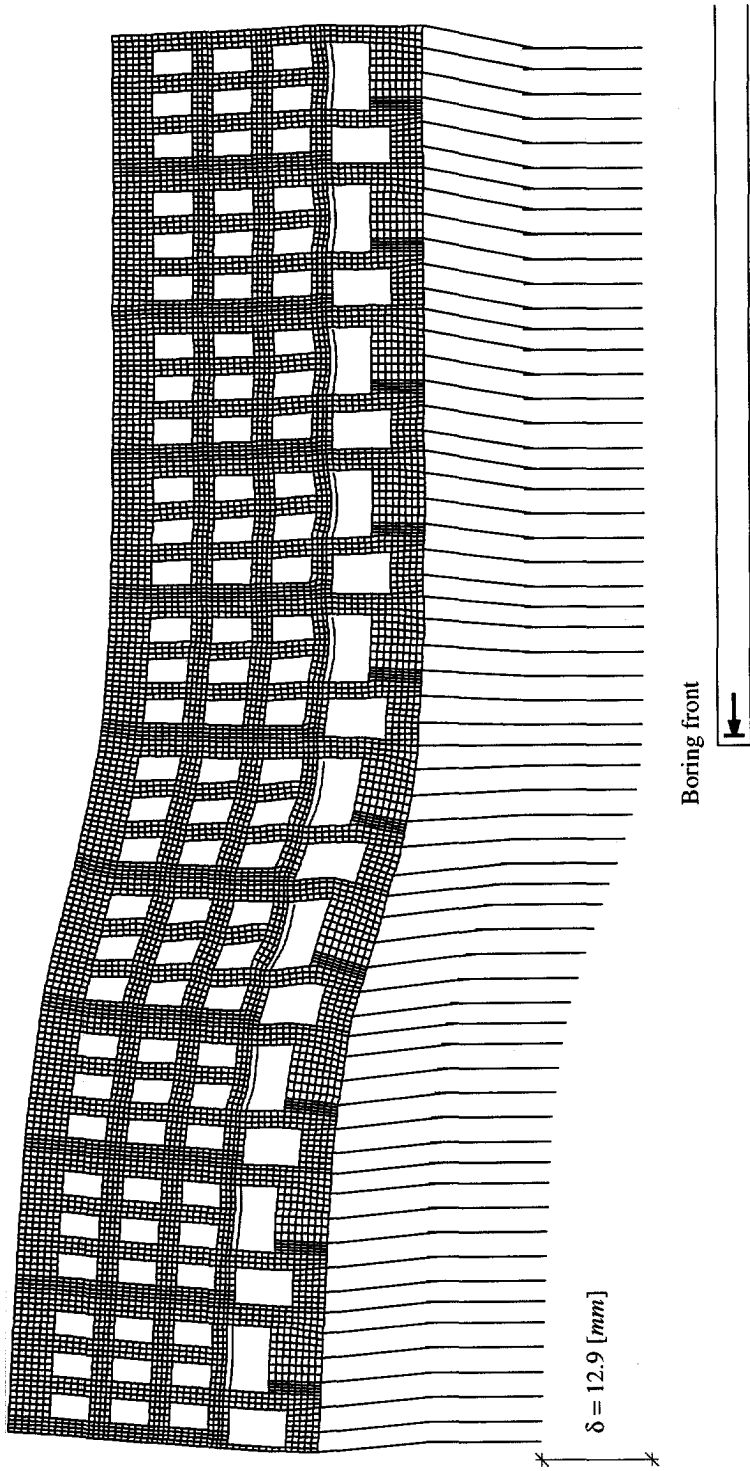 Boring front
δ = 12.9 [mm]